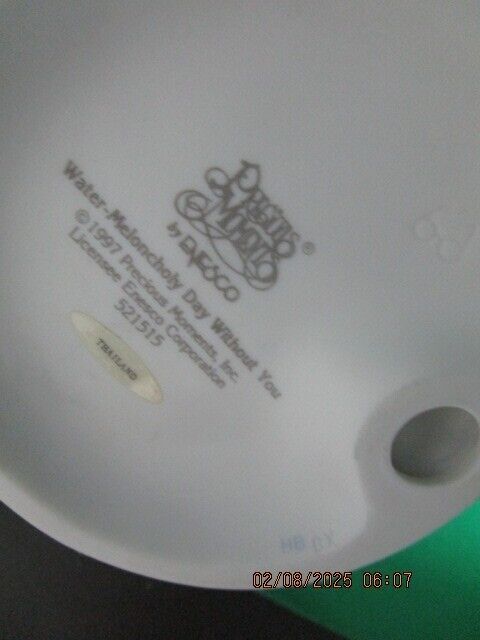 Precious
Moments®
by ENESCO
Water-Meloncholy Day Without You
©1997 Precious Moments, Inc.
Licensee Enesco Corporation
521515
THAILAND
02/08/2025 06:07